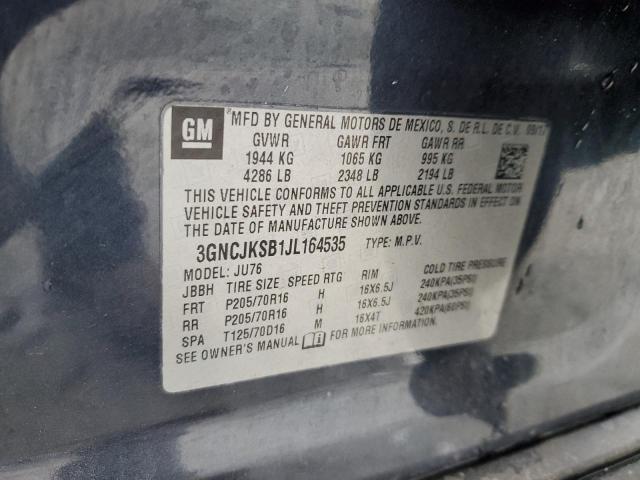 GM
MFD BY GENERAL MOTORS DE MEXICO, S. DE R.L. DE C.V. 09/17
GVWR GAWR FRT GAWR RR
1944 KG 1065 KG 995 KG
4286 LB 2348 LB 2194 LB
THIS VEHICLE CONFORMS TO ALL APPLICABLE U.S. FEDERAL MOTOR
VEHICLE SAFETY AND THEFT PREVENTION STANDARDS IN EFFECT ON
THE DATE OF MANUFACTURE SHOWN ABOVE.
3GNCJKSB1JL164535 TYPE: M.P.V.
MODEL: JU76
JBBH TIRE SIZE SPEED RTG RIM COLD TIRE PRESSURE
FRT P205/70R16 H 16X6.5J 240KPA(35PSI)
RR P205/70R16 H 16X6.5J 240KPA(35PSI)
SPA T125/70D16 M 16X4T 420KPA(60PSI)
SEE OWNER'S MANUAL FOR MORE INFORMATION.